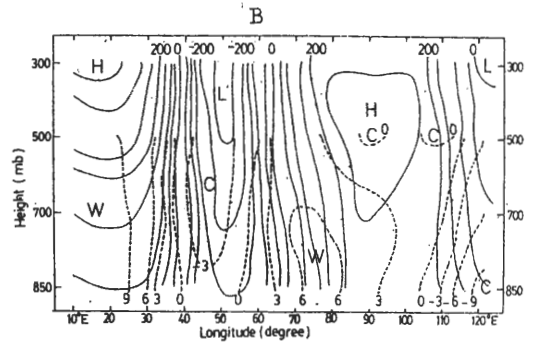 B
200 0 -200 -200 0 200 200 0
300 H L H L 300
500 C 0 C 0 500
Height (mb)
C
700 W W 700
-3
850 C 850
9 6 3 0 0 3 6 6 3 0 -3 -6 -9
10°E 20 30 40 50 60 70 80 90 100 110 120°E
Longitude (degree)